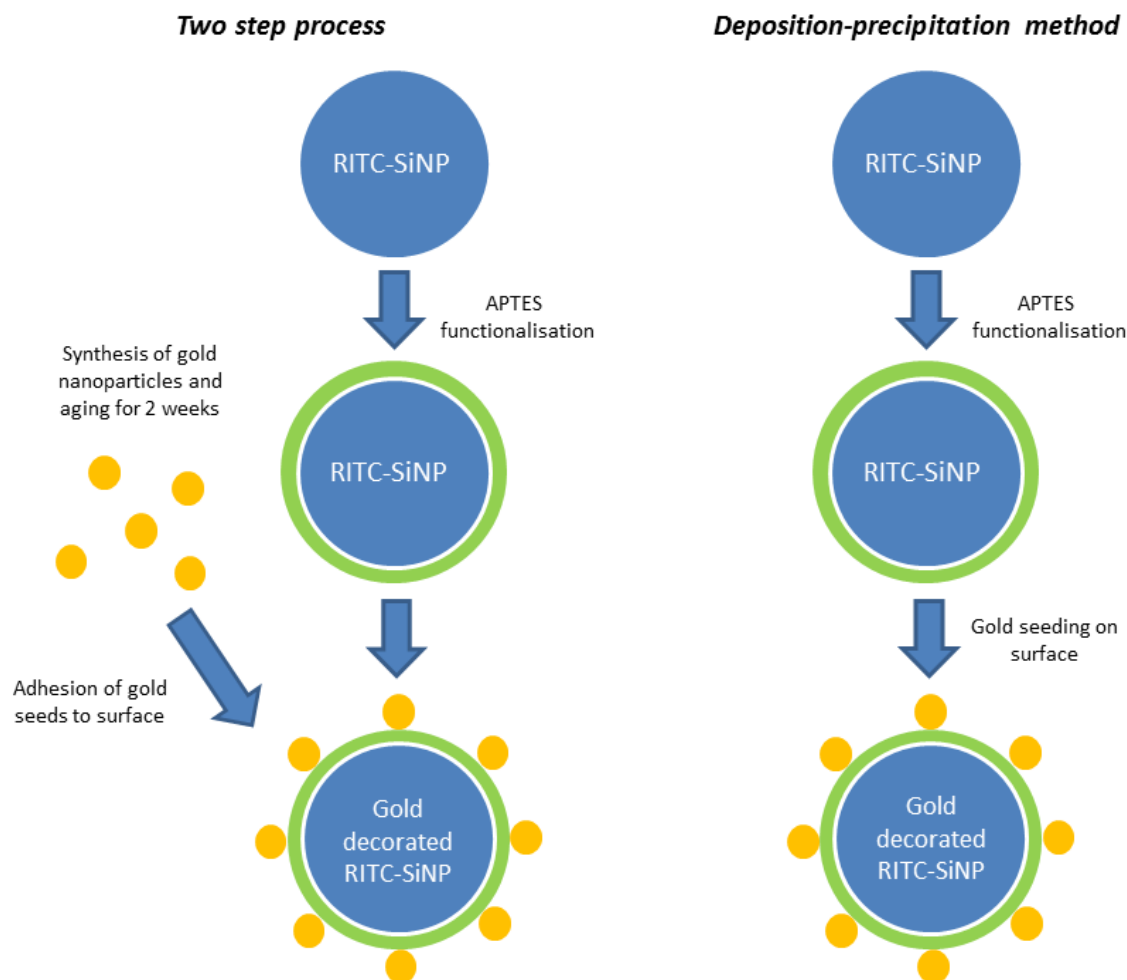 Two step process
Deposition-precipitation method
RITC-SiNP
RITC-SiNP
APTES
functionalisation
APTES
functionalisation
Synthesis of gold
nanoparticles and
aging for 2 weeks
RITC-SiNP
RITC-SiNP
Gold seeding on
surface
Adhesion of gold
seeds to surface
Gold
decorated
RITC-SiNP
Gold
decorated
RITC-SiNP